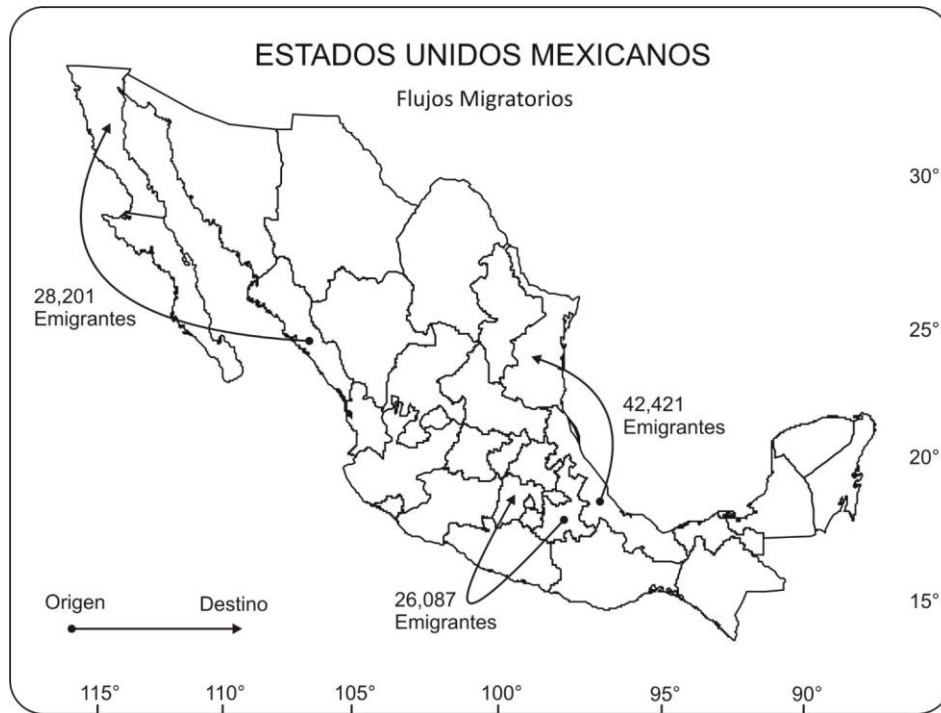 ESTADOS UNIDOS MEXICANOS
Flujos Migratorios
30°
28,201
Emigrantes
25°
42,421
Emigrantes
20°
26,087
Emigrantes
15°
Origen
Destino
115°
110°
105°
100°
95°
90°